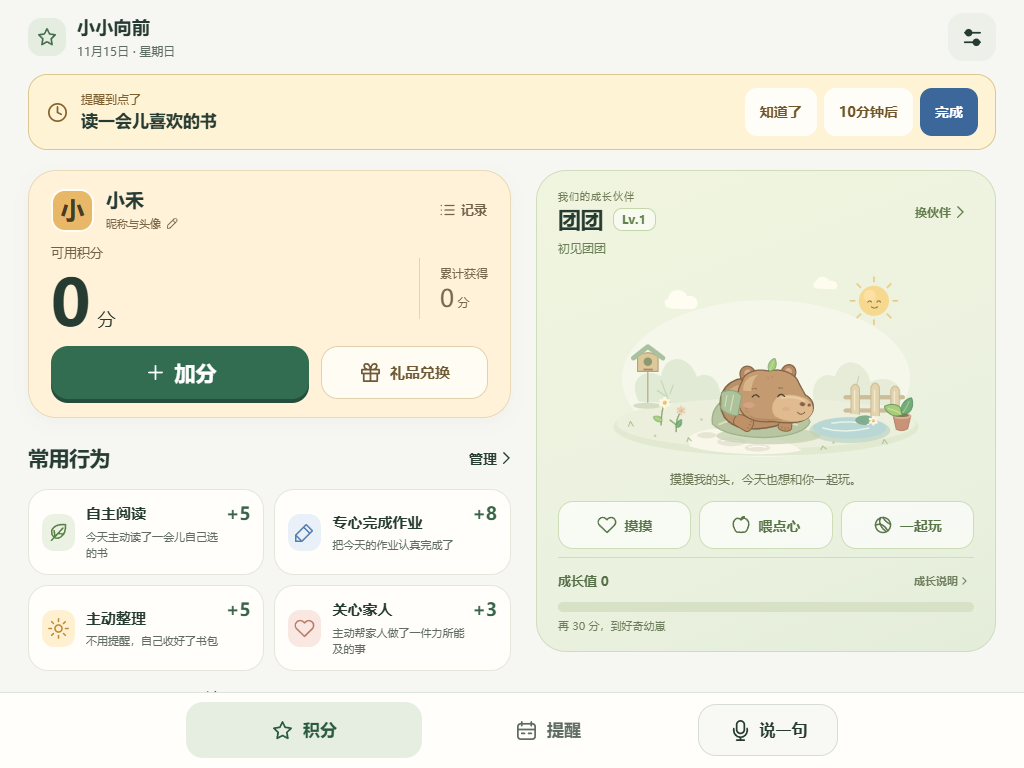 小小向前
11月15日 · 星期日
提醒到点了
读一会儿喜欢的书
知道了
10分钟后
完成
小
小禾
昵称与头像
记录
可用积分
0 分
累计获得
0 分
加分
礼品兑换
常用行为
管理
自主阅读
+5
今天主动读了一会儿自己选
的书
专心完成作业
+8
把今天的作业认真完成了
主动整理
+5
不用提醒，自己收好了书包
关心家人
+3
主动帮家人做了一件力所能
及的事
我们的成长伙伴
团团 Lv.1
换伙伴
初见团团
摸摸我的头，今天也想和你一起玩。
摸摸
喂点心
一起玩
成长值 0
成长说明
再 30 分，到好奇幼崽
积分
提醒
说一句